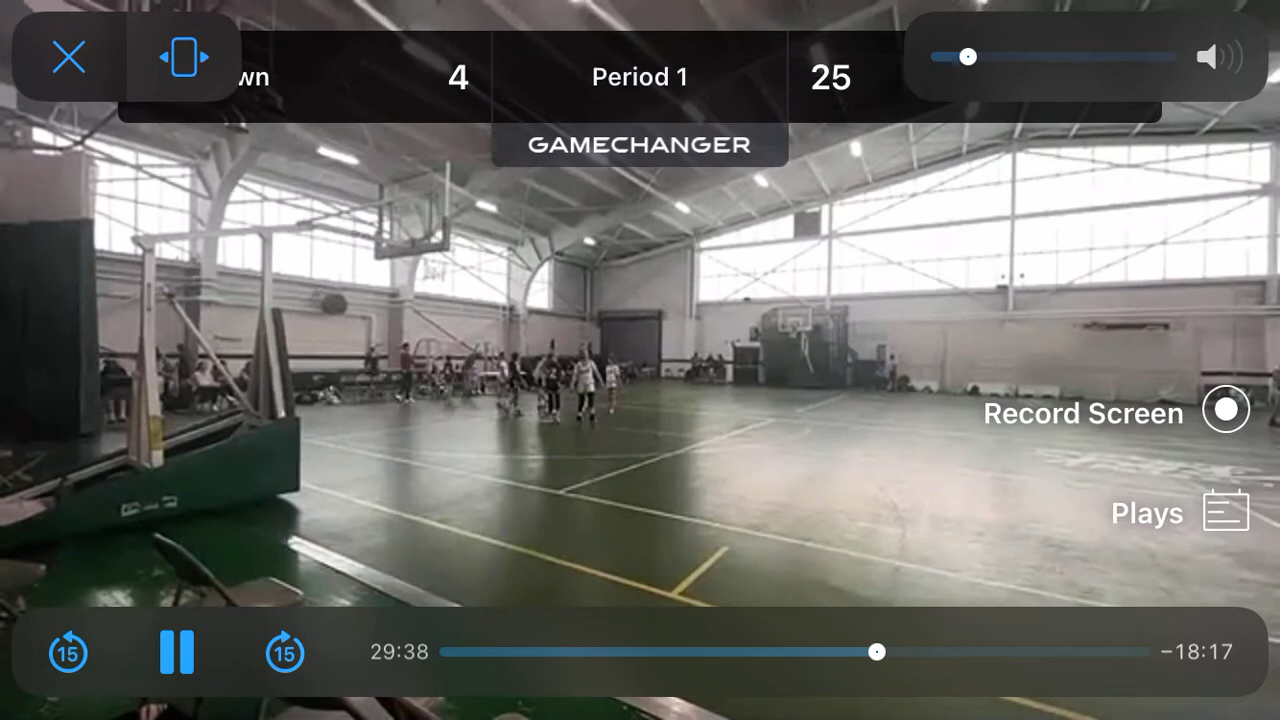 wn 4 Period 1 25
GAMECHANGER
Record Screen
Plays
15 15 29:38 −18:17